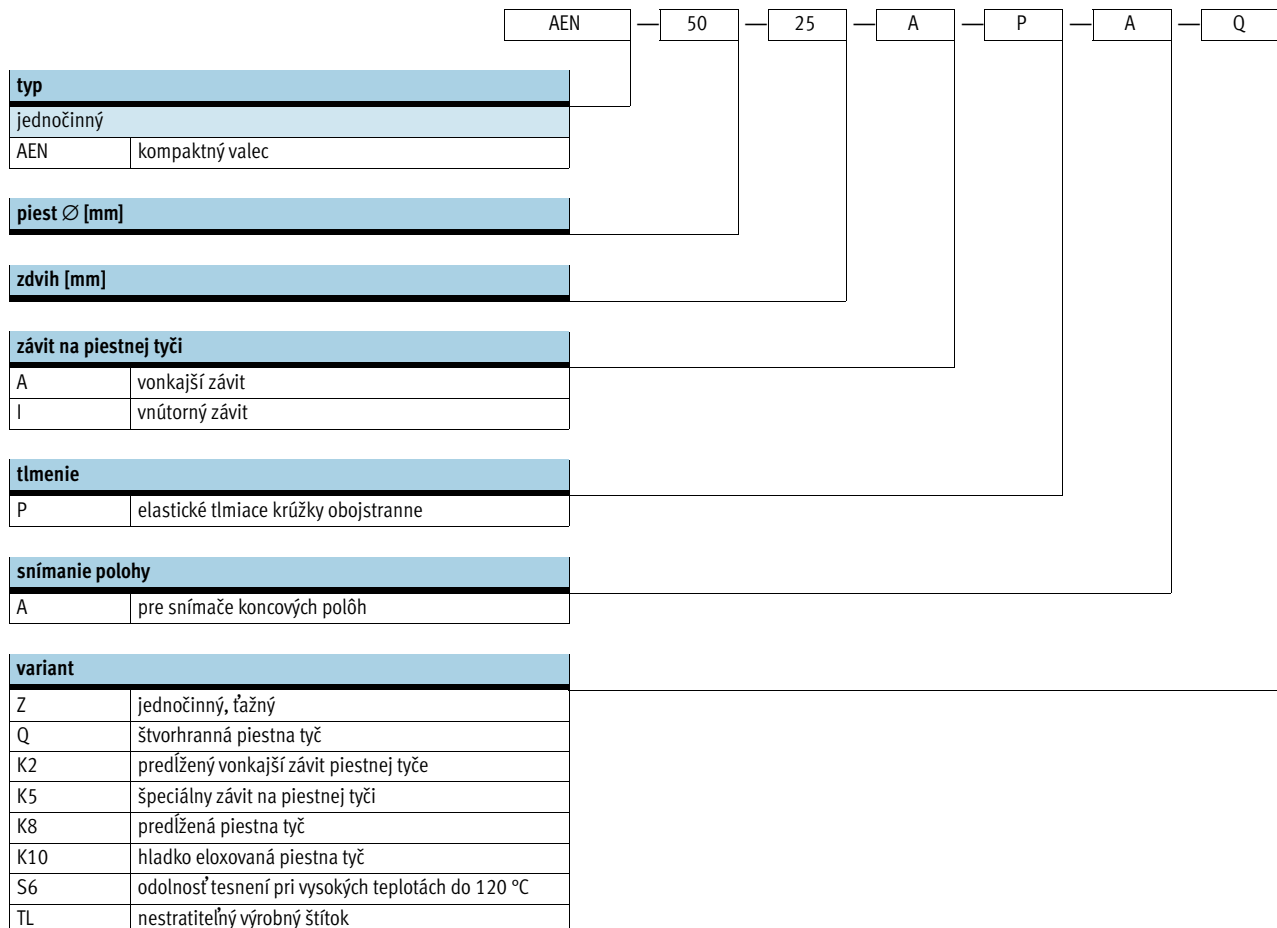 AEN — 50 — 25 — A — P — A — Q
typ
jednočinný
AEN kompaktný valec
piest ∅ [mm]
zdvih [mm]
závit na piestnej tyči
A vonkajší závit
I vnútorný závit
tlmenie
P elastické tlmiace krúžky obojstranne
snímanie polohy
A pre snímače koncových polôh
variant
Z jednočinný, ťažný
Q štvorhranná piestna tyč
K2 predĺžený vonkajší závit piestnej tyče
K5 špeciálny závit na piestnej tyči
K8 predĺžená piestna tyč
K10 hladko eloxovaná piestna tyč
S6 odolnosť tesnení pri vysokých teplotách do 120 °C
TL nestratiteľný výrobný štítok